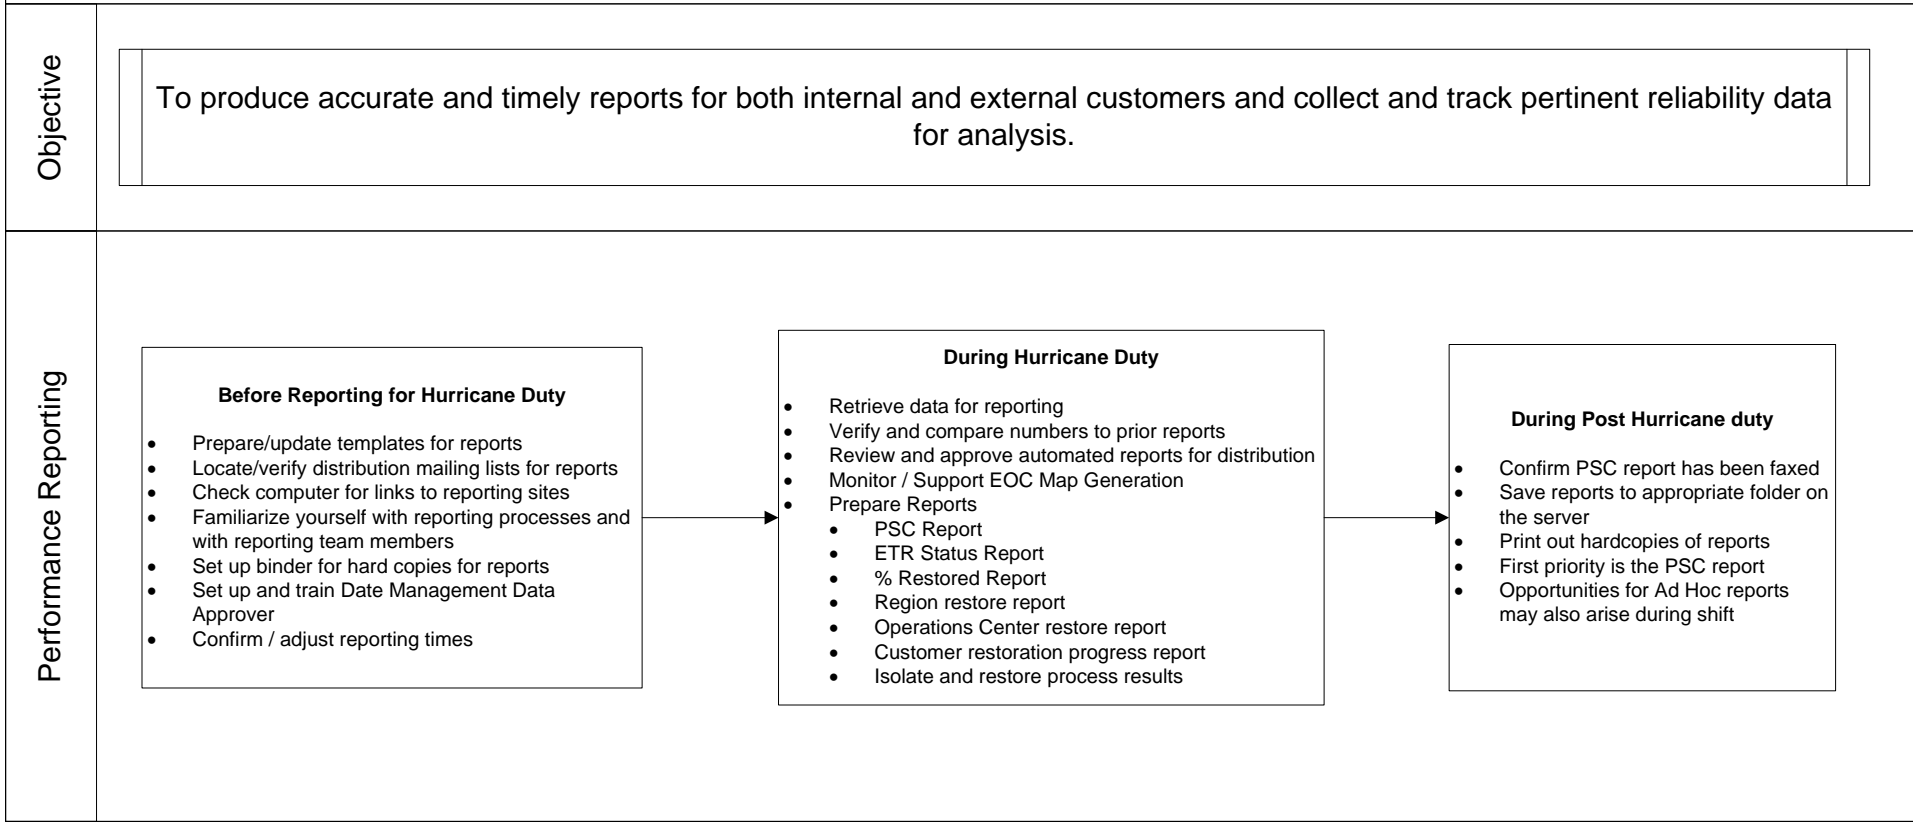 Objective
To produce accurate and timely reports for both internal and external customers and collect and track pertinent reliability data
for analysis.
Performance Reporting
Before Reporting for Hurricane Duty
• Prepare/update templates for reports
• Locate/verify distribution mailing lists for reports
• Check computer for links to reporting sites
• Familiarize yourself with reporting processes and
with reporting team members
• Set up binder for hard copies for reports
• Set up and train Date Management Data
Approver
• Confirm / adjust reporting times
During Hurricane Duty
• Retrieve data for reporting
• Verify and compare numbers to prior reports
• Review and approve automated reports for distribution
• Monitor / Support EOC Map Generation
• Prepare Reports
• PSC Report
• ETR Status Report
• % Restored Report
• Region restore report
• Operations Center restore report
• Customer restoration progress report
• Isolate and restore process results
During Post Hurricane duty
• Confirm PSC report has been faxed
• Save reports to appropriate folder on
the server
• Print out hardcopies of reports
• First priority is the PSC report
• Opportunities for Ad Hoc reports
may also arise during shift